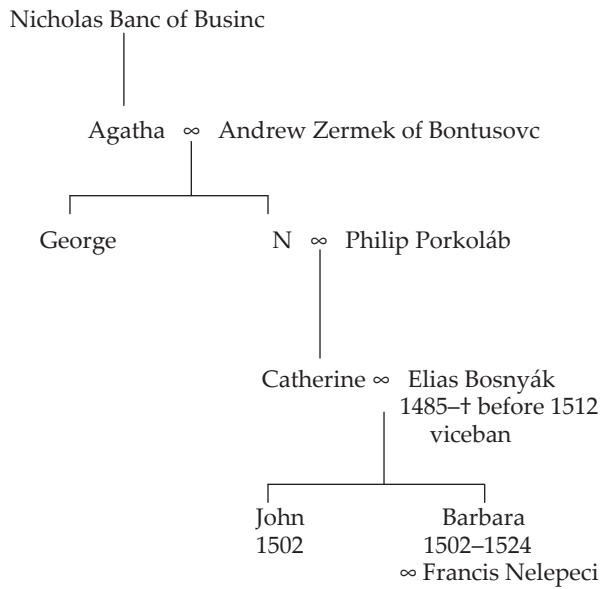 Nicholas Banc of Businc
Agatha ∞ Andrew Zermek of Bontusovc
George N ∞ Philip Porkoláb
Catherine ∞ Elias Bosnyák
1485–† before 1512
viceban
John Barbara
1502 1502–1524
∞ Francis Nelepeci